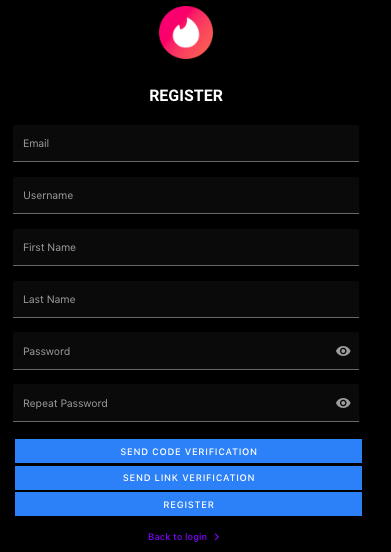 REGISTER
Email
Username
First Name
Last Name
Password
Repeat Password
SEND CODE VERIFICATION
SEND LINK VERIFICATION
REGISTER
Back to login